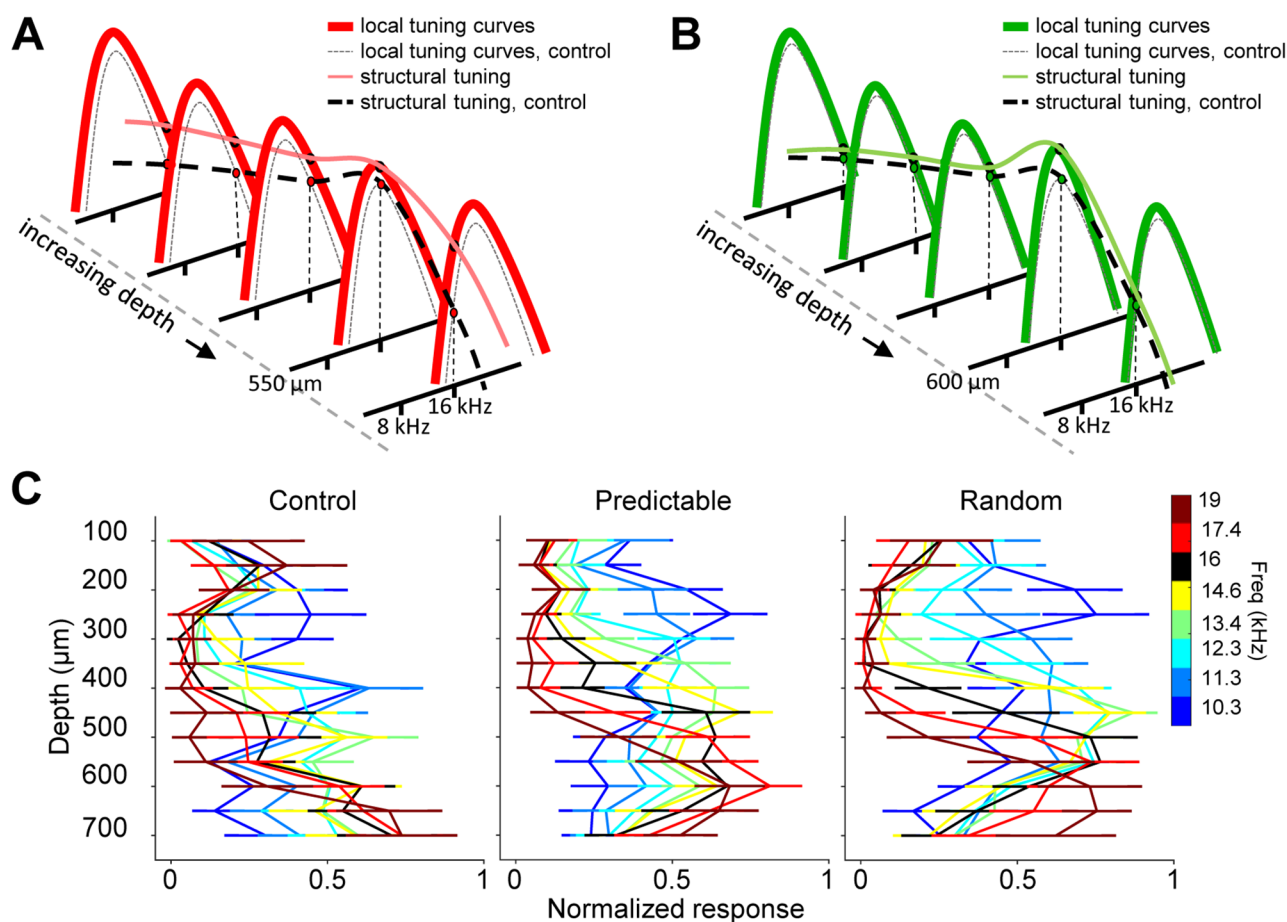 A
local tuning curves
local tuning curves, control
structural tuning
structural tuning, control
increasing depth
550 µm
8 kHz
16 kHz
B
local tuning curves
local tuning curves, control
structural tuning
structural tuning, control
increasing depth
600 µm
8 kHz
16 kHz
C
Control
Predictable
Random
Depth (µm)
100
200
300
400
500
600
700
0
0.5
1
0
0.5
1
0
0.5
1
Normalized response
19
17.4
16
14.6
13.4
12.3
11.3
10.3
Freq (kHz)